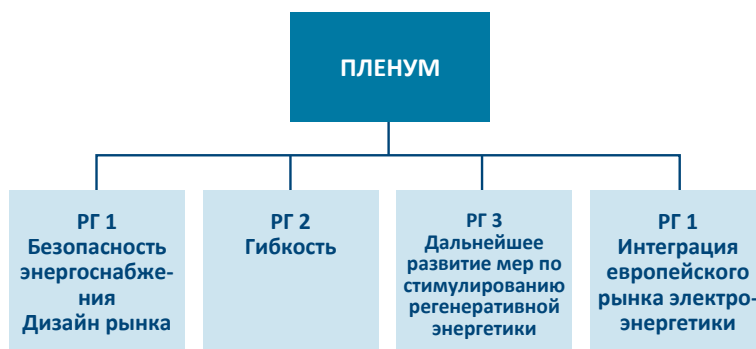 ПЛЕНУМ
РГ 1
Безопасность
энергоснабже-
ния
Дизайн рынка
РГ 2
Гибкость
РГ 3
Дальнейшее
развитие мер по
стимулированию
регенеративной
энергетики
РГ 1
Интеграция
европейского
рынка электро-
энергетики